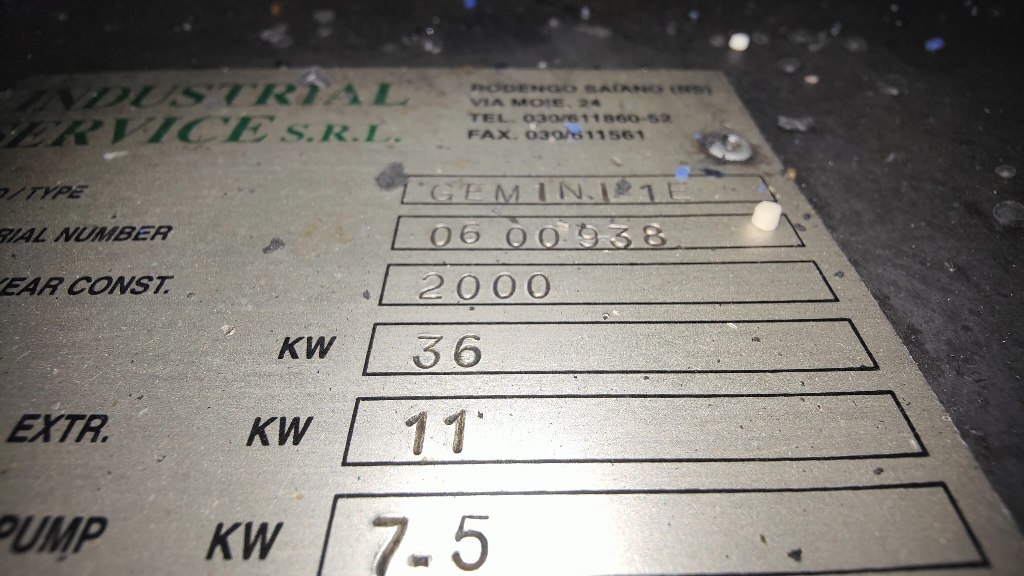 INDUSTRIAL
ERVICE S.R.L.
RODENGO SAIANO (BS)
VIA MOIE. 24
TEL. 030/611860-52
FAX. 030/611561
/TYPE GEMINI 1E
RIAL NUMBER 06 00938
EAR CONST. 2000
KW 36
EXTR. KW 11
PUMP KW 7-5